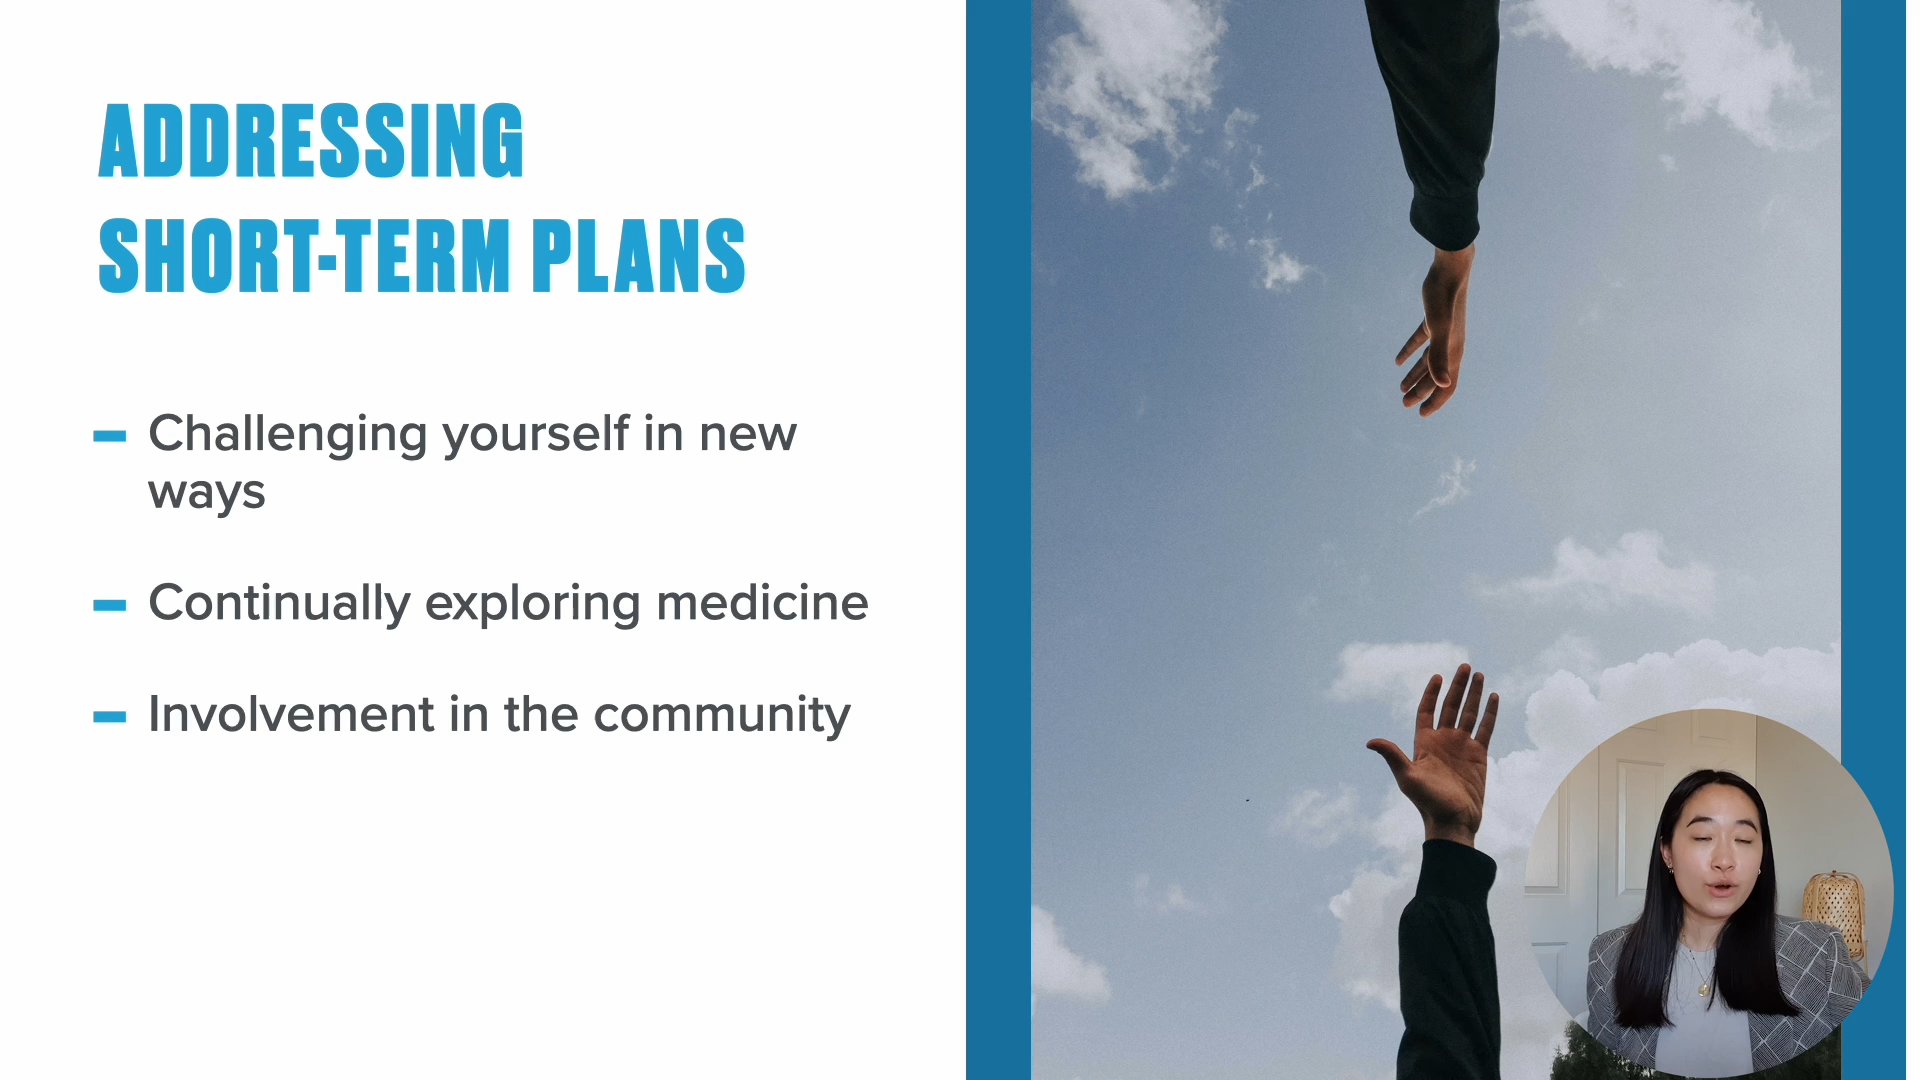 ADDRESSING
SHORT-TERM PLANS
Challenging yourself in new
ways
Continually exploring medicine
Involvement in the community